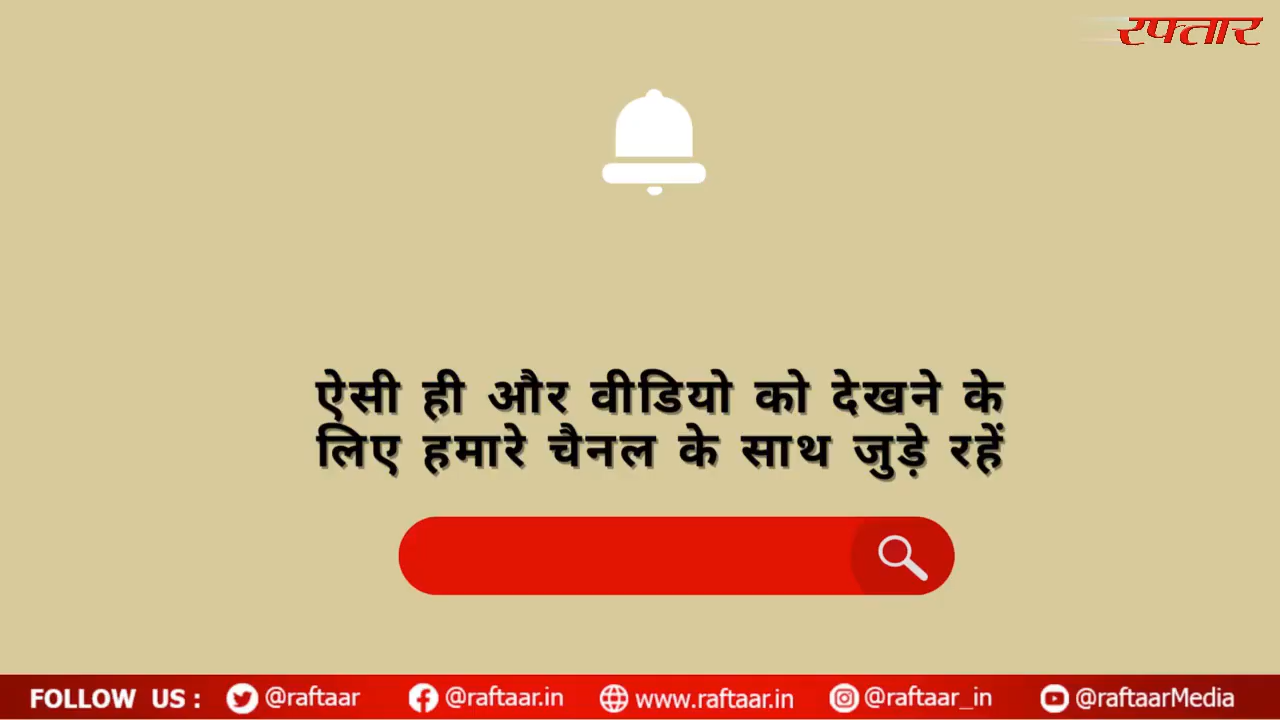 रफ्तार
ऐसी ही और वीडियो को देखने के
लिए हमारे चैनल के साथ जुड़े रहें
FOLLOW US : @raftaar @raftaar.in www.raftaar.in @raftaar_in @raftaarMedia